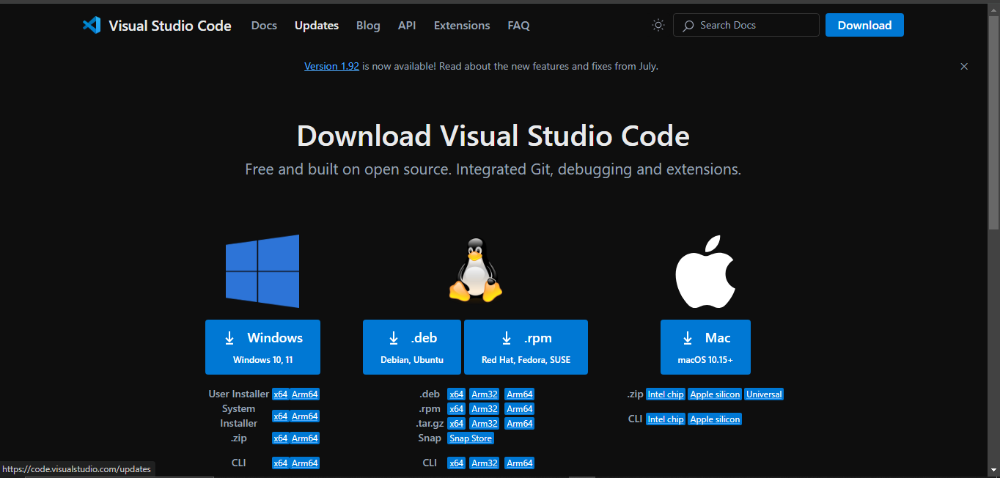 Visual Studio Code Docs Updates Blog API Extensions FAQ Search Docs Download
Version 1.92 is now available! Read about the new features and fixes from July.
Download Visual Studio Code
Free and built on open source. Integrated Git, debugging and extensions.
Windows
Windows 10, 11
User Installer x64 Arm64
System Installer x64 Arm64
.zip x64 Arm64
CLI x64 Arm64
.deb
Debian, Ubuntu
.rpm
Red Hat, Fedora, SUSE
.deb x64 Arm32 Arm64
.rpm x64 Arm32 Arm64
.tar.gz x64 Arm32 Arm64
Snap Snap Store
CLI x64 Arm32 Arm64
Mac
macOS 10.15+
.zip Intel chip Apple silicon Universal
CLI Intel chip Apple silicon
https://code.visualstudio.com/updates